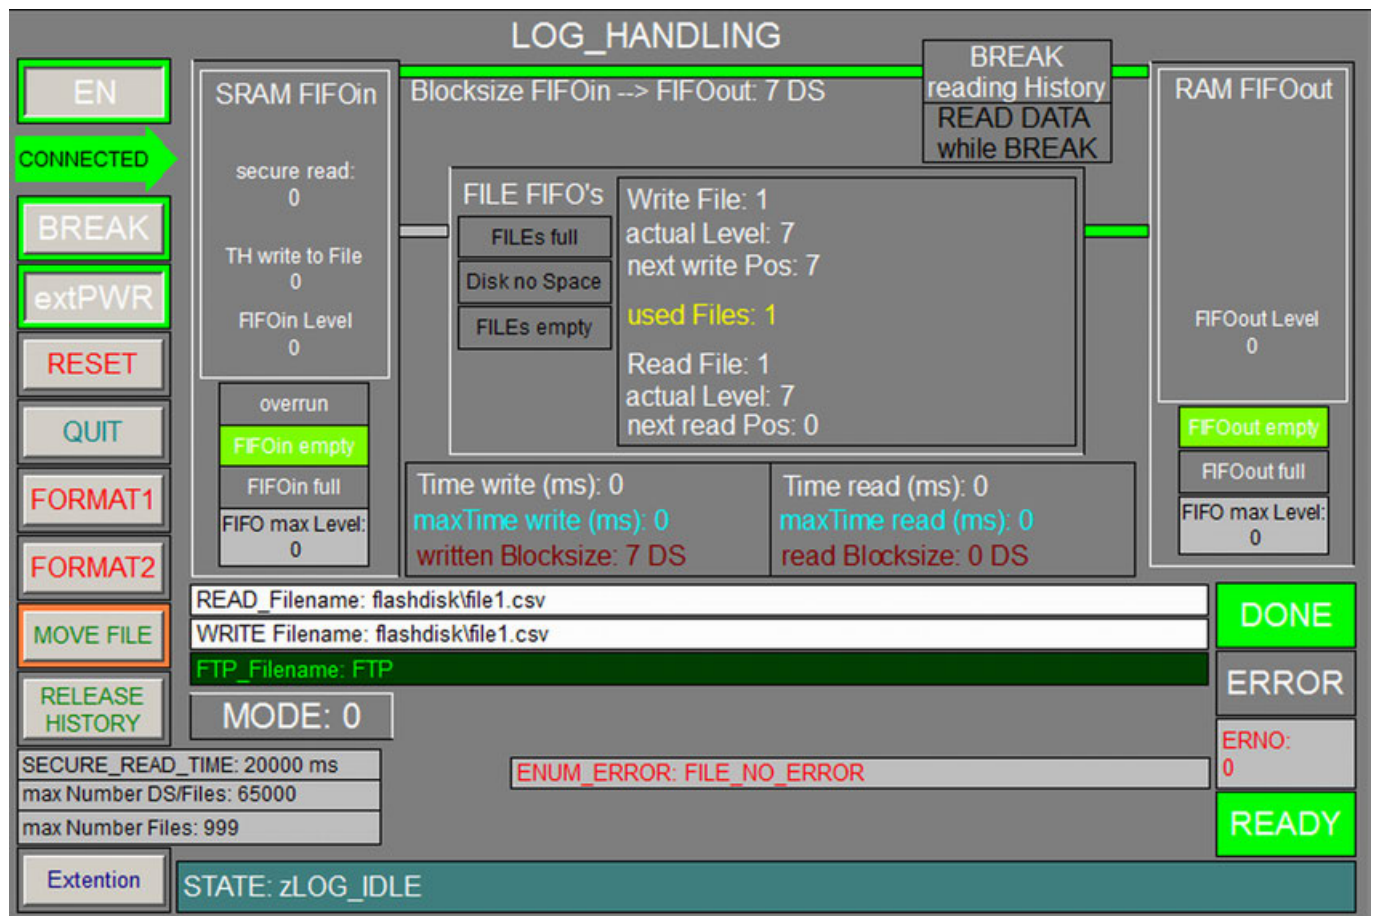 LOG_HANDLING
EN
CONNECTED
BREAK
extPWR
RESET
QUIT
FORMAT1
FORMAT2
MOVE FILE
RELEASE
HISTORY
SRAM FIFOin
secure read:
0
TH write to File
0
FIFOin Level
0
overrun
FIFOin empty
FIFOin full
FIFO max Level:
0
Blocksize FIFOin --> FIFOout: 7 DS
BREAK
reading History
READ DATA
while BREAK
FILE FIFO's
FILEs full
Disk no Space
FILEs empty
Write File: 1
actual Level: 7
next write Pos: 7
used Files: 1
Read File: 1
actual Level: 7
next read Pos: 0
Time write (ms): 0
maxTime write (ms): 0
written Blocksize: 7 DS
Time read (ms): 0
maxTime read (ms): 0
read Blocksize: 0 DS
RAM FIFOout
FIFOout Level
0
FIFOout empty
FIFOout full
FIFO max Level:
0
READ_Filename: flashdisk\file1.csv
WRITE Filename: flashdisk\file1.csv
FTP_Filename: FTP
MODE: 0
DONE
ERROR
ERNO:
0
READY
SECURE_READ_TIME: 20000 ms
max Number DS/Files: 65000
max Number Files: 999
ENUM_ERROR: FILE_NO_ERROR
Extention
STATE: zLOG_IDLE